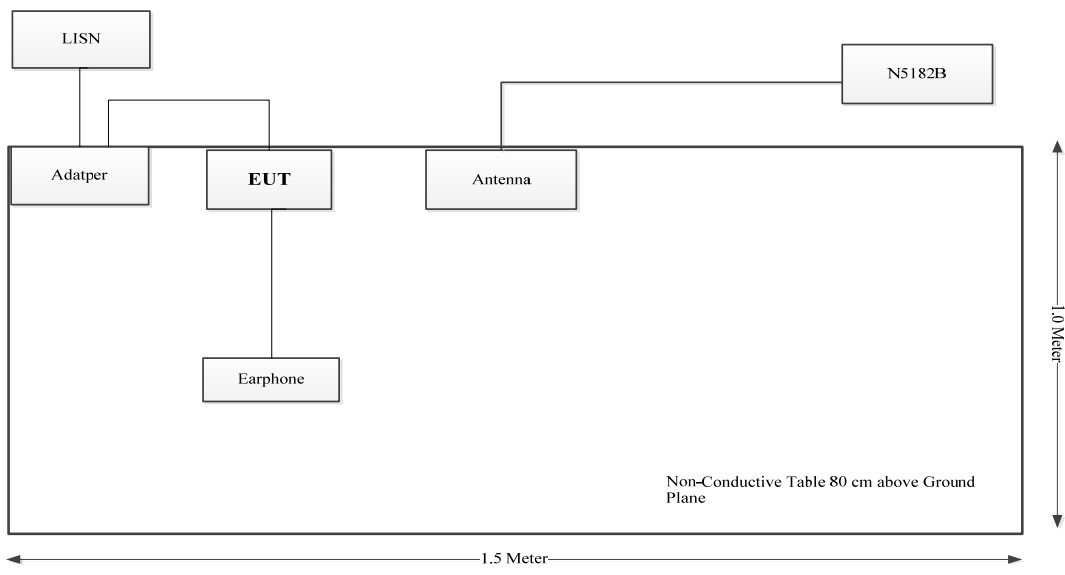 LISN
N5182B
Adatper
EUT
Antenna
1.0 Meter
Earphone
Non-Conductive Table 80 cm above Ground
Plane
1.5 Meter